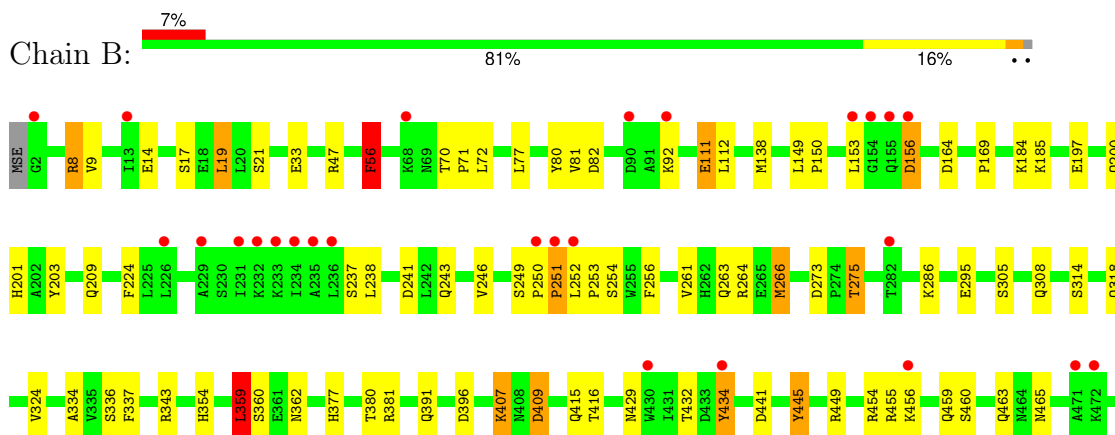 7%
Chain B:
81% 16% ••
MSE G2 R8 V9 I13 E14 S17 E18 L19 L20 S21 E33 R47 F56 K68 N69 T70 P71 L72 L77 Y80 V81 D82 D90 A91 K92 E111 L112 M138 L149 P150 L153 G154 Q155 D156 D164 P169 K184 K185 E197
H201 A202 Y203 Q209 F224 L225 L226 A229 S230 I231 K232 K233 I234 A235 L236 S237 L238 D241 L242 Q243 V246 S249 P250 P251 L252 P253 S254 W255 F256 V261 H262 Q263 R264 E265 M266 D273 P274 T275 T282 K286 E295 S305 Q308 S314
V324 A334 V335 S336 F337 R343 H354 L359 S360 E361 N362 H377 T380 R381 Q391 D396 K407 N408 D409 Q415 T416 N429 W430 I431 T432 D433 Y434 D441 Y445 R449 R454 R455 K456 Q459 S460 Q463 N464 N465 A471 K472